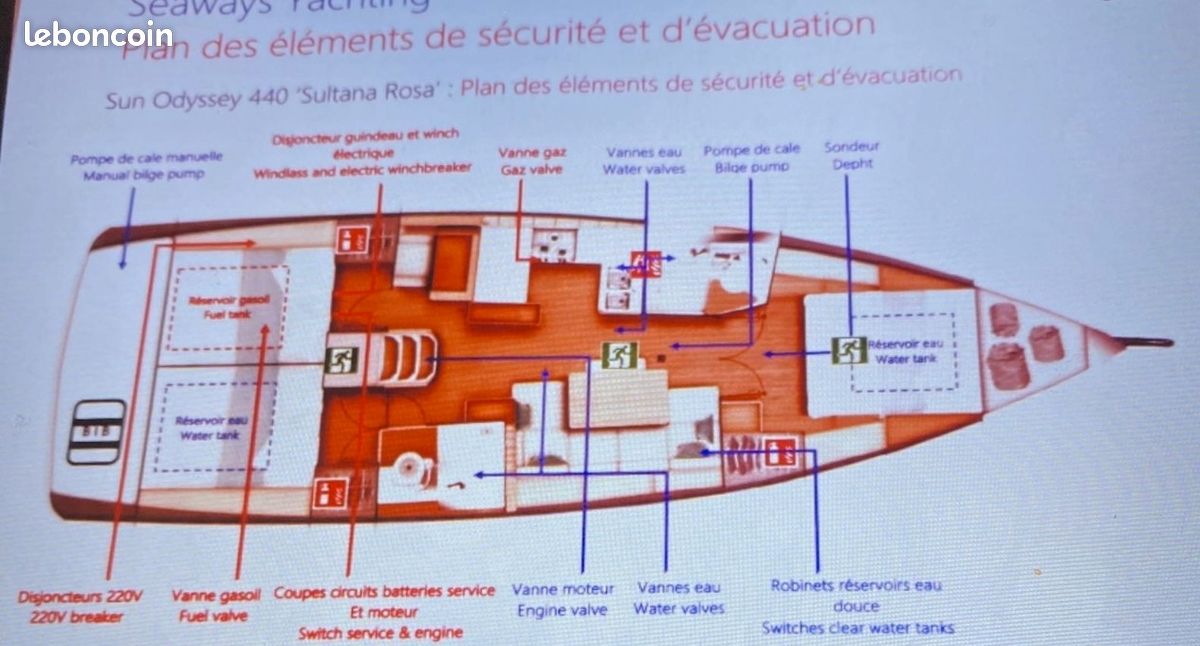 Seaways Yachting
leboncoin
Plan des éléments de sécurité et d'évacuation
Sun Odyssey 440 'Sultana Rosa' : Plan des éléments de sécurité et d'évacuation
Pompe de cale manuelle
Manual bilge pump
Disjoncteur guindeau et winch
électrique
Windlass and electric winchbreaker
Vanne gaz
Gaz valve
Vannes eau
Water valves
Pompe de cale
Bilge pump
Sondeur
Depht
Réservoir gasoil
Fuel tank
Réservoir eau
Water tank
Réservoir eau
Water tank
BIB
Disjoncteurs 220V
220V breaker
Vanne gasoil
Fuel valve
Coupes circuits batteries service
Et moteur
Switch service & engine
Vanne moteur
Engine valve
Vannes eau
Water valves
Robinets réservoirs eau
douce
Switches clear water tanks